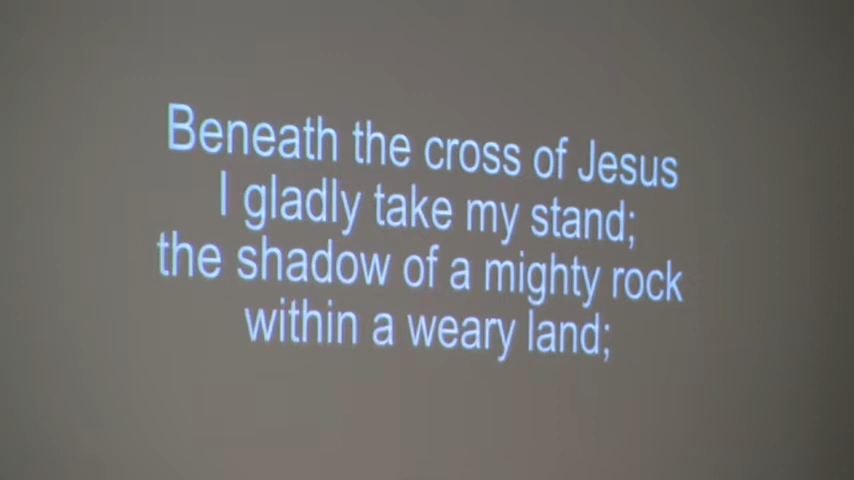 Beneath the cross of Jesus
I gladly take my stand;
the shadow of a mighty rock
within a weary land;